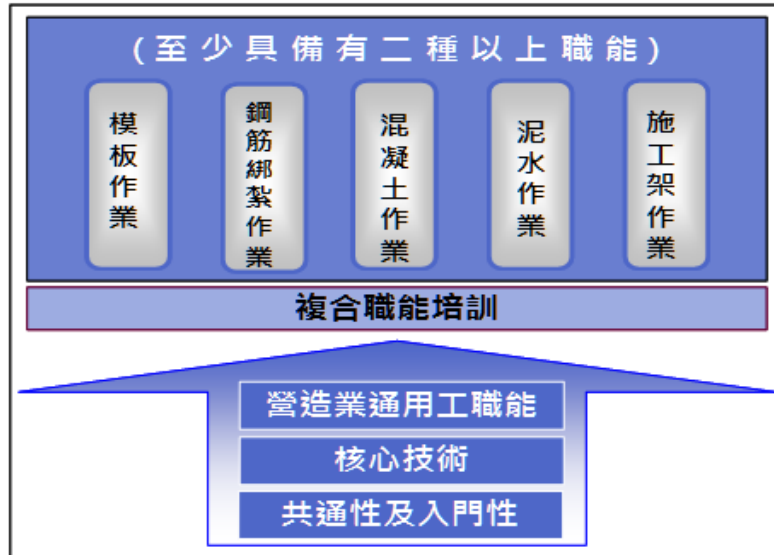 (至少具備有二種以上職能)
模板作業
鋼筋綁紮作業
混凝土作業
泥水作業
施工架作業
複合職能培訓
營造業通用工職能
核心技術
共通性及入門性